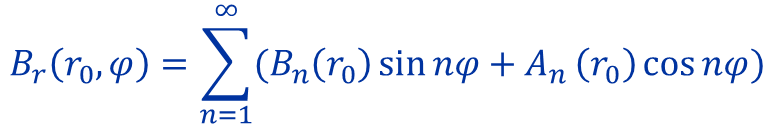 B_r(r_0, φ) = ∑_{n=1}^{∞} (B_n(r_0) sin nφ + A_n (r_0) cos nφ)